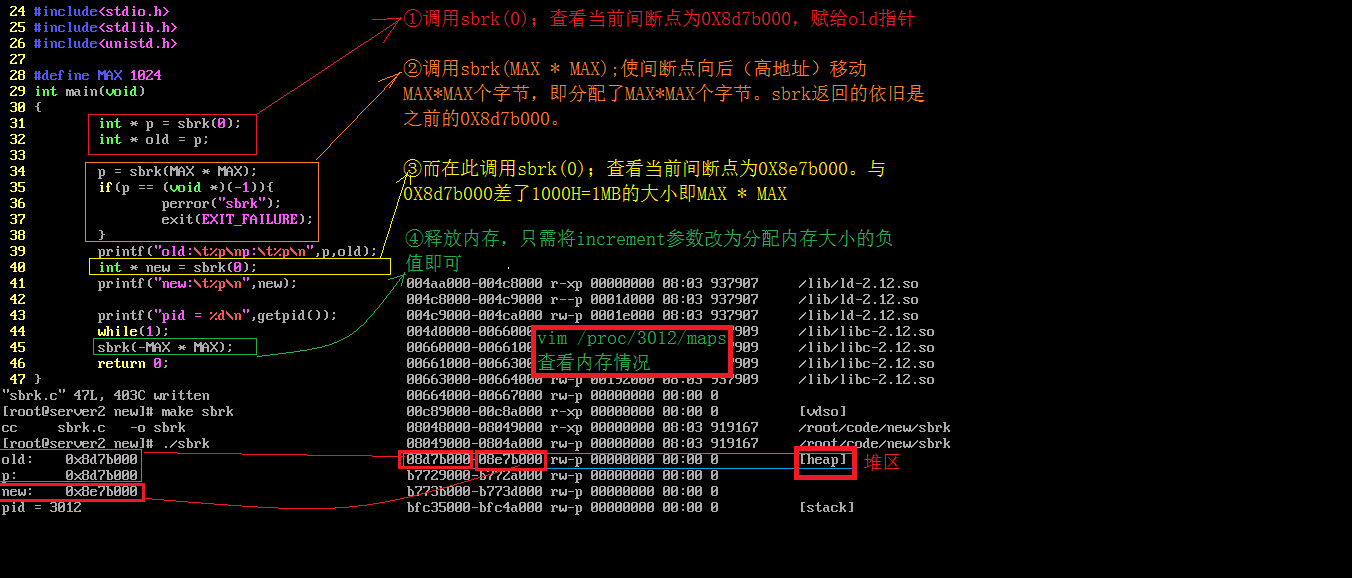 24 #include<stdio.h>
25 #include<stdlib.h>
26 #include<unistd.h>
27
28 #define MAX 1024
29 int main(void)
30 {
31         int * p = sbrk(0);
32         int * old = p;
33
34         p = sbrk(MAX * MAX);
35         if(p == (void *)(-1)){
36                 perror("sbrk");
37                 exit(EXIT_FAILURE);
38         }
39         printf("old:\t%p\np:\t%p\n",p,old);
40         int * new = sbrk(0);
41         printf("new:\t%p\n",new);
42
43         printf("pid = %d\n",getpid());
44         while(1);
45         sbrk(-MAX * MAX);
46         return 0;
47 }
"sbrk.c" 47L, 403C written
[root@server2 new]# make sbrk
cc     sbrk.c   -o sbrk
[root@server2 new]# ./sbrk
old:    0x8d7b000
p:      0x8d7b000
new:    0x8e7b000
pid = 3012
①调用sbrk(0); 查看当前间断点为0X8d7b000, 赋给old指针
②调用sbrk(MAX * MAX);使间断点向后（高地址）移动
MAX*MAX个字节, 即分配了MAX*MAX个字节。sbrk返回的依旧是
之前的0X8d7b000。
③而在此调用sbrk(0); 查看当前间断点为0X8e7b000。与
0X8d7b000差了1000H=1MB的大小即MAX * MAX
④释放内存, 只需将increment参数改为分配内存大小的负
值即可
004aa000-004c8000 r-xp 00000000 08:03 937907     /lib/ld-2.12.so
004c8000-004c9000 r--p 0001d000 08:03 937907     /lib/ld-2.12.so
004c9000-004ca000 rw-p 0001e000 08:03 937907     /lib/ld-2.12.so
004d0000-0066000 7909     /lib/libc-2.12.so
00660000-0066100 7909     /lib/libc-2.12.so
00661000-0066300 7909     /lib/libc-2.12.so
00663000-00664000 rw-p 00192000 08:03 937909     /lib/libc-2.12.so
vim /proc/3012/maps
查看内存情况
00664000-00667000 rw-p 00000000 00:00 0
00c89000-00c8a000 r-xp 00000000 00:00 0          [vdso]
08048000-08049000 r-xp 00000000 08:03 919167     /root/code/new/sbrk
08049000-0804a000 rw-p 00000000 08:03 919167     /root/code/new/sbrk
08d7b000-08e7b000 rw-p 00000000 00:00 0          [heap] 堆区
b7729000-b772a000 rw-p 00000000 00:00 0
b773b000-b773d000 rw-p 00000000 00:00 0
bfc35000-bfc4a000 rw-p 00000000 00:00 0          [stack]